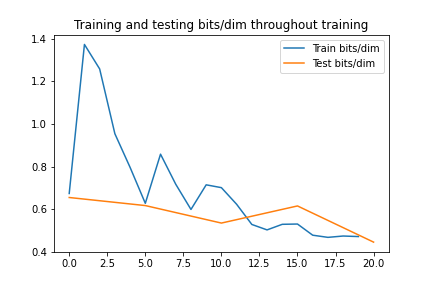 Training and testing bits/dim throughout training
Train bits/dim
Test bits/dim
1.4
1.2
1.0
0.8
0.6
0.4
0.0 2.5 5.0 7.5 10.0 12.5 15.0 17.5 20.0